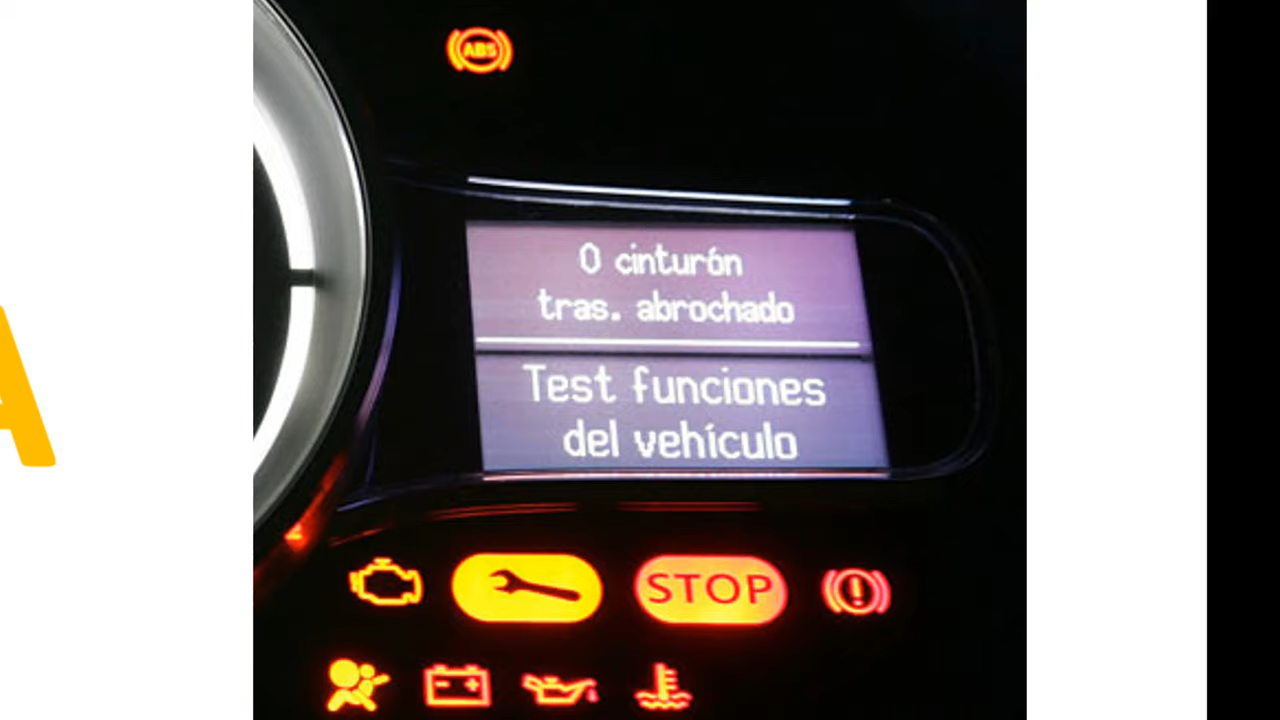 ABS
0 cinturón
tras. abrochado
Test funciones
del vehículo
STOP
A